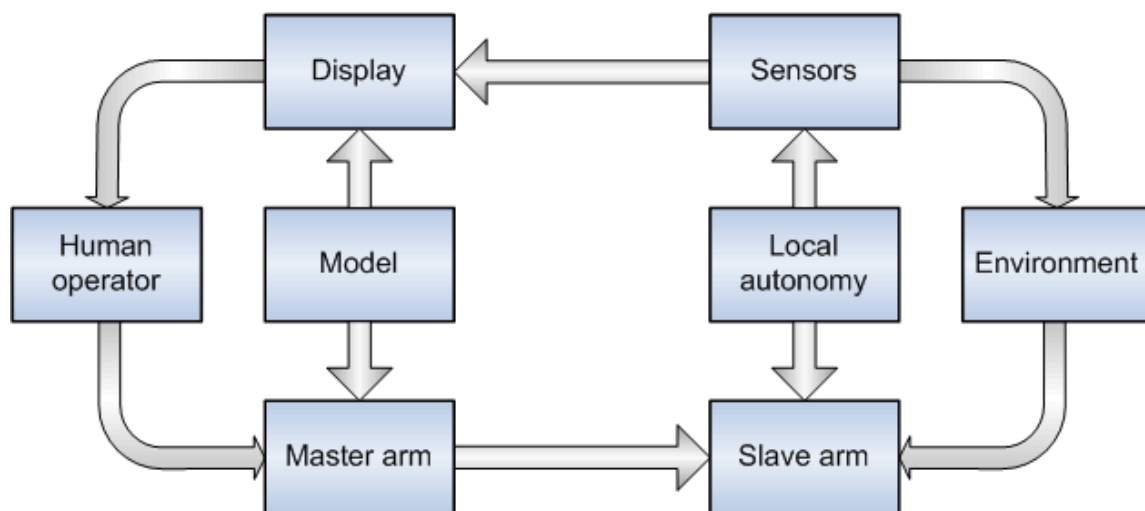 Display
Sensors
Human
operator
Model
Local
autonomy
Environment
Master arm
Slave arm